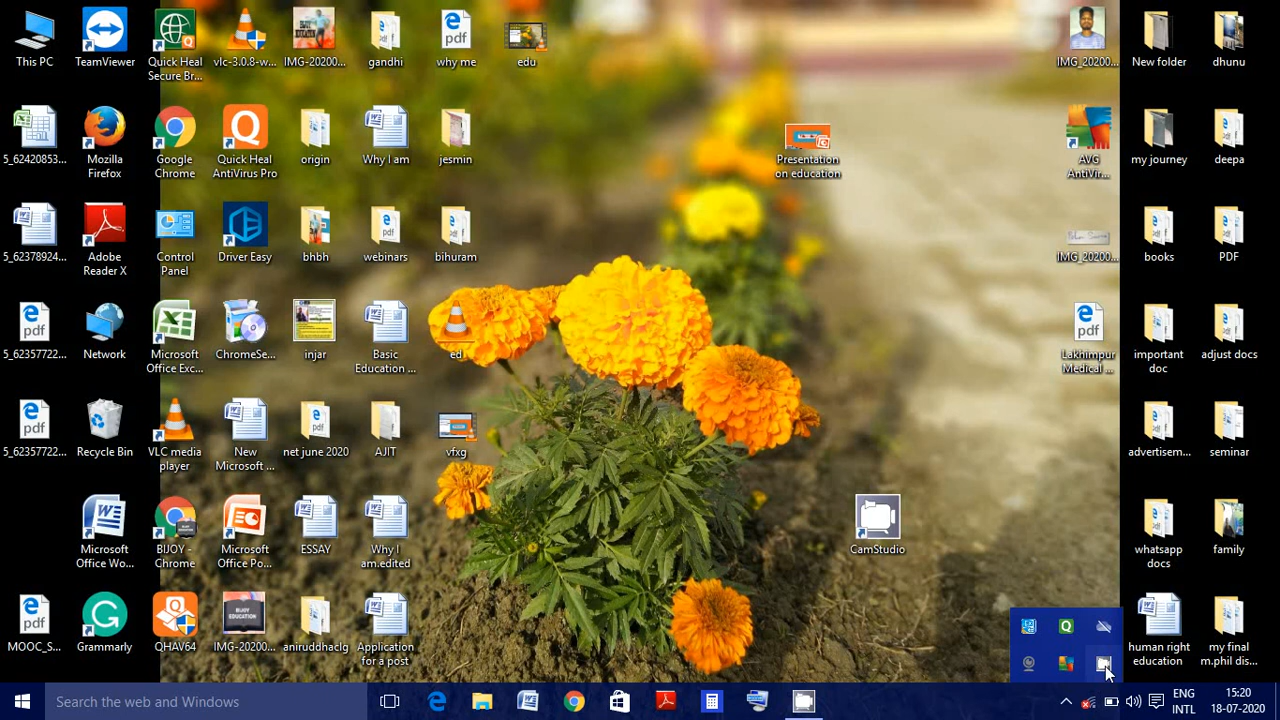 This PC
TeamViewer
Quick Heal
Secure Br...
vlc-3.0.8-w...
IMG-20200...
gandhi
why me
edu
IMG_20200...
New folder
dhunu
5_62420853...
Mozilla
Firefox
Google
Chrome
Quick Heal
AntiVirus Pro
origin
Why I am
jesmin
Presentation
on education
AVG
AntiVir...
my journey
deepa
5_62378924...
Adobe
Reader X
Control
Panel
Driver Easy
bhbh
webinars
bihuram
IMG_20200...
books
PDF
5_62357722...
Network
Microsoft
Office Exc...
ChromeSe...
injar
Basic
Education ...
edu
Lakhimpur
Medical ...
important
doc
adjust docs
5_62357722...
Recycle Bin
VLC media
player
New
Microsoft ...
net june 2020
AJIT
vfxg
advertisem...
seminar
Microsoft
Office Wo...
BIJOY -
Chrome
Microsoft
Office Po...
ESSAY
Why I
am.edited
CamStudio
whatsapp
docs
family
MOOC_S...
Grammarly
QHAV64
IMG-20200...
aniruddhaclg
Application
for a post
human right
education
my final
m.phil dis...
Search the web and Windows
ENG
INTL
15:20
18-07-2020